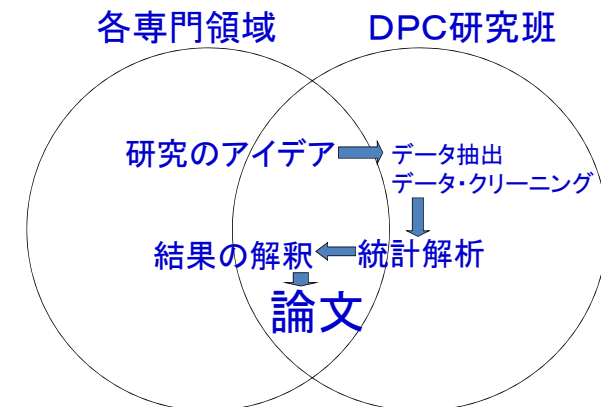 各専門領域
DPC研究班
研究のアイデア
データ抽出
データ・クリーニング
統計解析
結果の解釈
論文